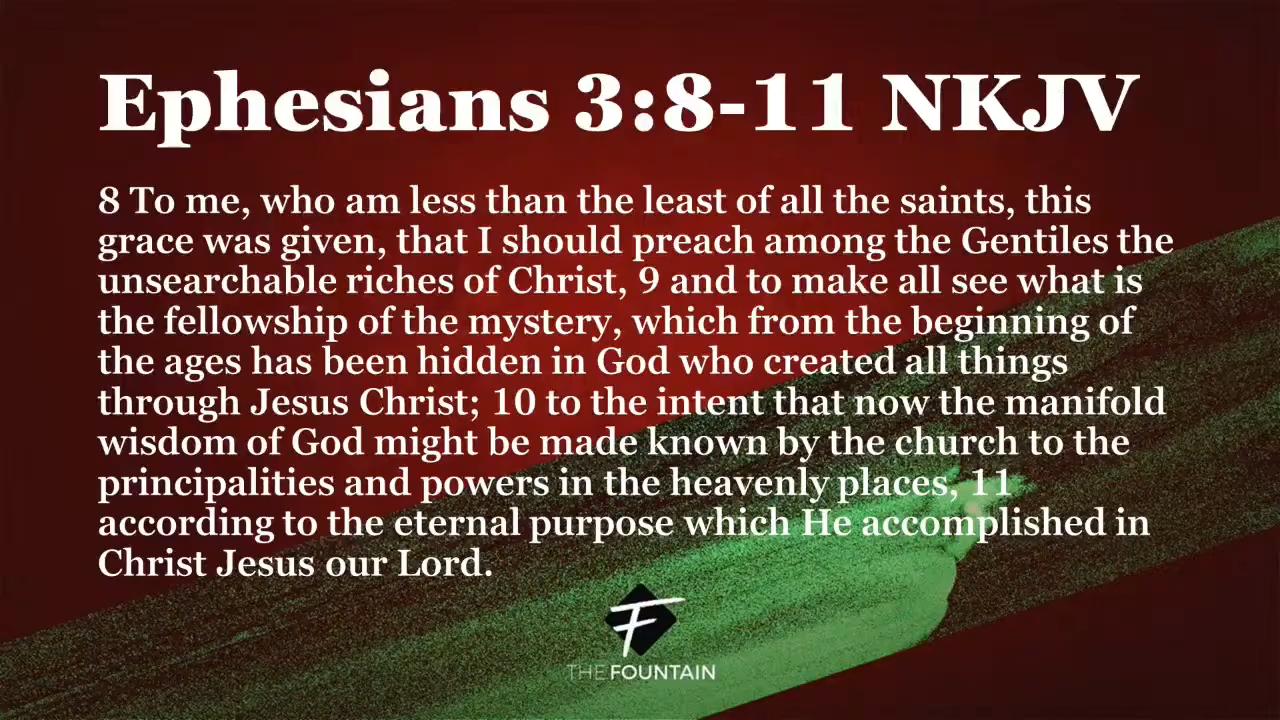 Ephesians 3:8-11 NKJV
8 To me, who am less than the least of all the saints, this
grace was given, that I should preach among the Gentiles the
unsearchable riches of Christ, 9 and to make all see what is
the fellowship of the mystery, which from the beginning of
the ages has been hidden in God who created all things
through Jesus Christ; 10 to the intent that now the manifold
wisdom of God might be made known by the church to the
principalities and powers in the heavenly places, 11
according to the eternal purpose which He accomplished in
Christ Jesus our Lord.
F
THE FOUNTAIN